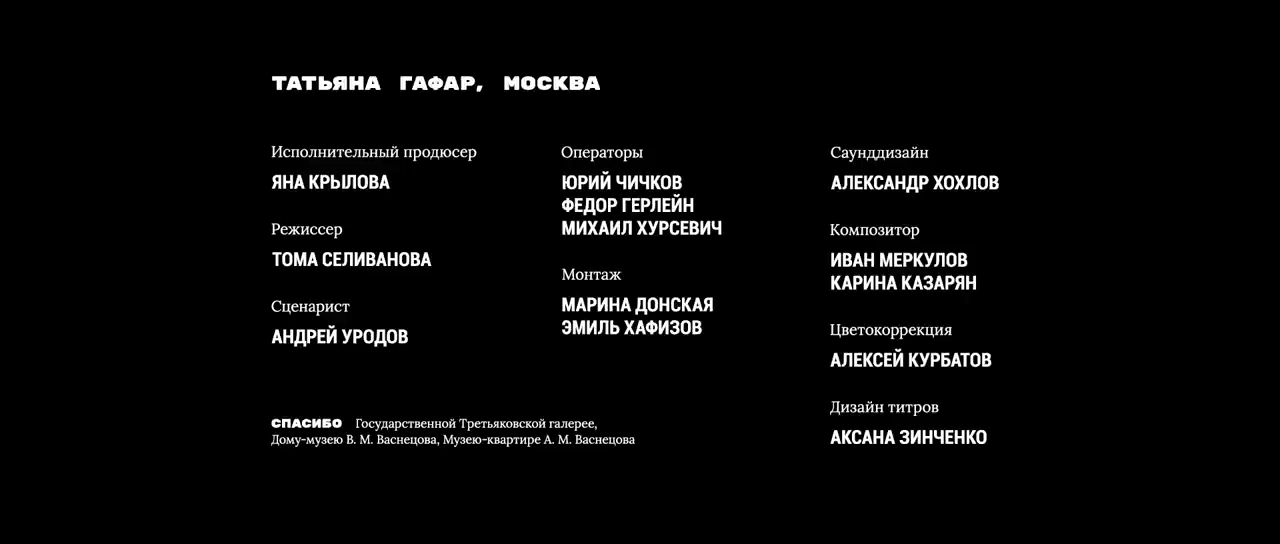 ТАТЬЯНА ГАФАР, МОСКВА
Исполнительный продюсер
ЯНА КРЫЛОВА
Режиссер
ТОМА СЕЛИВАНОВА
Сценарист
АНДРЕЙ УРОДОВ
Операторы
ЮРИЙ ЧИЧКОВ
ФЕДОР ГЕРЛЕЙН
МИХАИЛ ХУРСЕВИЧ
Монтаж
МАРИНА ДОНСКАЯ
ЭМИЛЬ ХАФИЗОВ
Саунддизайн
АЛЕКСАНДР ХОХЛОВ
Композитор
ИВАН МЕРКУЛОВ
КАРИНА КАЗАРЯН
Цветокоррекция
АЛЕКСЕЙ КУРБАТОВ
Дизайн титров
АКСАНА ЗИНЧЕНКО
СПАСИБО Государственной Третьяковской галерее,
Дому-музею В. М. Васнецова, Музею-квартире А. М. Васнецова